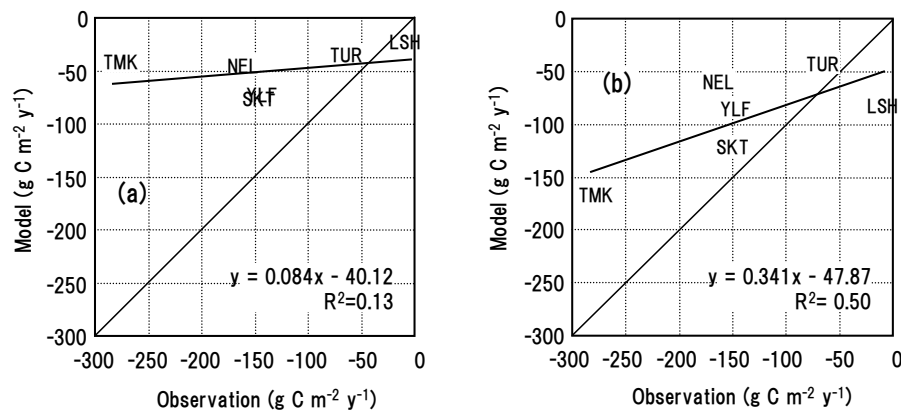 0
-50
-100
-150
-200
-250
-300
Model (g C m-2 y-1)
TMK
NEL
YLF
SKT
TUR
LSH
(a)
y = 0.084x - 40.12
R2=0.13
-300 -250 -200 -150 -100 -50 0
Observation (g C m-2 y-1)
0
-50
-100
-150
-200
-250
-300
Model (g C m-2 y-1)
(b)
NEL
TUR
YLF
LSH
SKT
TMK
y = 0.341x - 47.87
R2= 0.50
-300 -250 -200 -150 -100 -50 0
Observation (g C m-2 y-1)